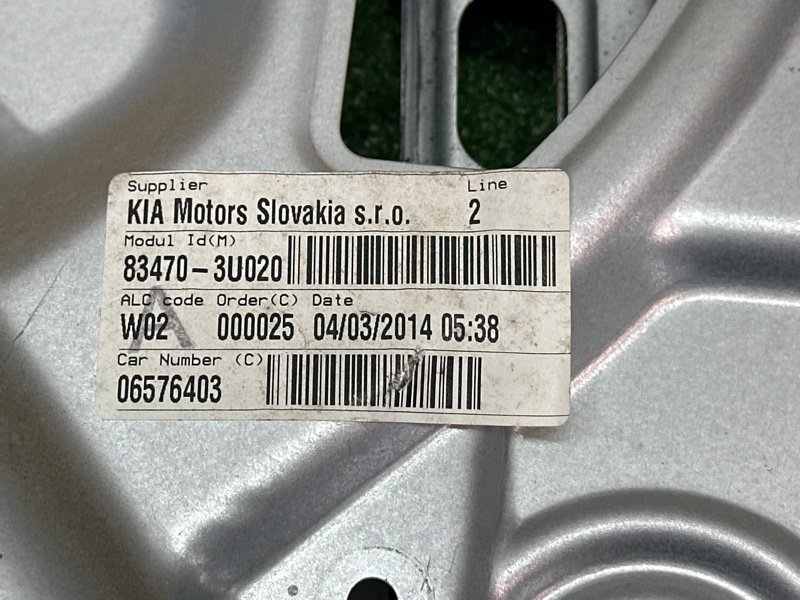 Supplier Line
KIA Motors Slovakia s.r.o. 2
Modul Id(M)
83470-3U020
ALC code Order(C) Date
W02 000025 04/03/2014 05:38
Car Number (C)
06576403